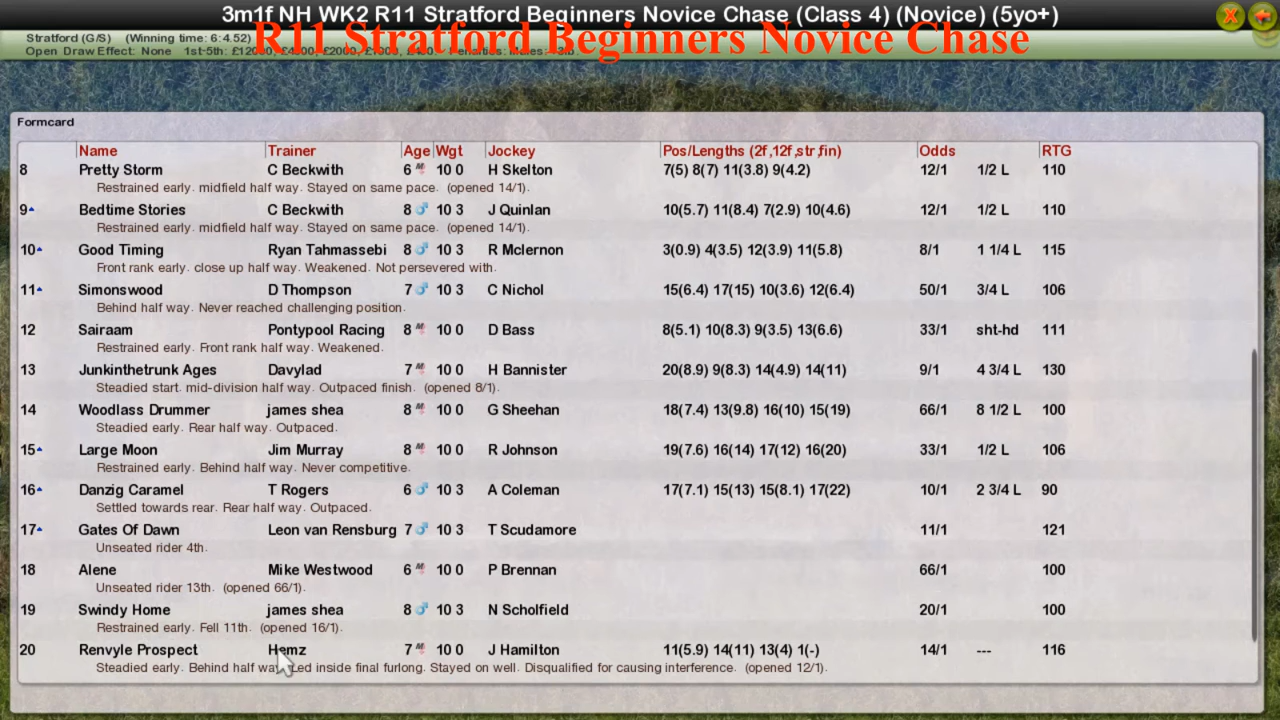 3m1f NH WK2 R11 Stratford Beginners Novice Chase (Class 4) (Novice) (5yo+)
R11 Stratford Beginners Novice Chase
Stratford (G/S) (Winning time: 6:4.52)
Open Draw Effect: None 1st-5th:
Formcard
Name Trainer Age Wgt Jockey Pos/Lengths (2f,12f,str,fin) Odds RTG
8 Pretty Storm C Beckwith 6 10 0 H Skelton 7(5) 8(7) 11(3.8) 9(4.2) 12/1 1/2 L 110
Restrained early. midfield half way. Stayed on same pace. (opened 14/1).
9 Bedtime Stories C Beckwith 8 10 3 J Quinlan 10(5.7) 11(8.4) 7(2.9) 10(4.6) 12/1 1/2 L 110
Restrained early. midfield half way. Stayed on same pace. (opened 14/1).
10 Good Timing Ryan Tahmassebi 8 10 3 R Mclernon 3(0.9) 4(3.5) 12(3.9) 11(5.8) 8/1 1 1/4 L 115
Front rank early. close up half way. Weakened. Not persevered with.
11 Simonswood D Thompson 7 10 3 C Nichol 15(6.4) 17(15) 10(3.6) 12(6.4) 50/1 3/4 L 106
Behind half way. Never reached challenging position.
12 Sairaam Pontypool Racing 8 10 0 D Bass 8(5.1) 10(8.3) 9(3.5) 13(6.6) 33/1 sht-hd 111
Restrained early. Front rank half way. Weakened.
13 Junkinthetrunk Ages Davylad 7 10 0 H Bannister 20(8.9) 9(8.3) 14(4.9) 14(11) 9/1 4 3/4 L 130
Steadied start. mid-division half way. Outpaced finish. (opened 8/1).
14 Woodlass Drummer james shea 8 10 0 G Sheehan 18(7.4) 13(9.8) 16(10) 15(19) 66/1 8 1/2 L 100
Steadied early. Rear half way. Outpaced.
15 Large Moon Jim Murray 8 10 0 R Johnson 19(7.6) 16(14) 17(12) 16(20) 33/1 1/2 L 106
Restrained early. Behind half way. Never competitive.
16 Danzig Caramel T Rogers 6 10 3 A Coleman 17(7.1) 15(13) 15(8.1) 17(22) 10/1 2 3/4 L 90
Settled towards rear. Rear half way. Outpaced.
17 Gates Of Dawn Leon van Rensburg 7 10 3 T Scudamore 11/1 121
Unseated rider 4th.
18 Alene Mike Westwood 6 10 0 P Brennan 66/1 100
Unseated rider 13th. (opened 66/1).
19 Swindy Home james shea 8 10 3 N Scholfield 20/1 100
Restrained early. Fell 11th. (opened 16/1).
20 Renvyle Prospect Hemz 7 10 0 J Hamilton 11(5.9) 14(11) 13(4) 1(-) 14/1 --- 116
Steadied early. Behind half way. Led inside final furlong. Stayed on well. Disqualified for causing interference. (opened 12/1).